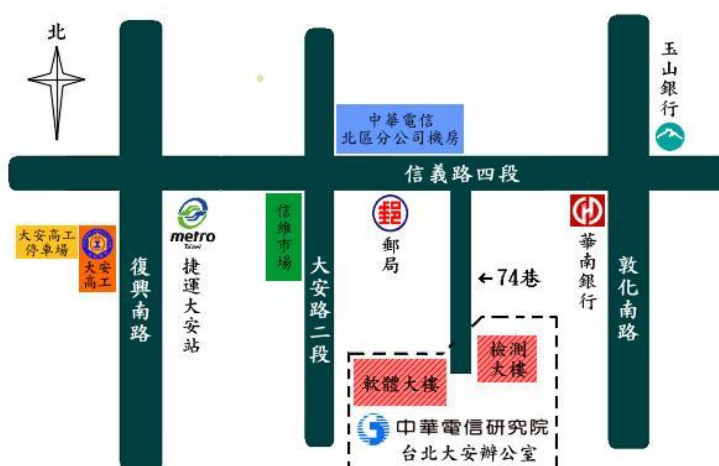 北
玉山銀行
中華電信
北區分公司機房
信義路四段
大安高工
停車場
大安
高工
復興南路
metro
Taipei
捷運大安站
信維市場
大安路二段
郵
郵局
←74巷
華南銀行
敦化南路
軟體大樓
檢測
大樓
中華電信研究院
台北大安辦公室